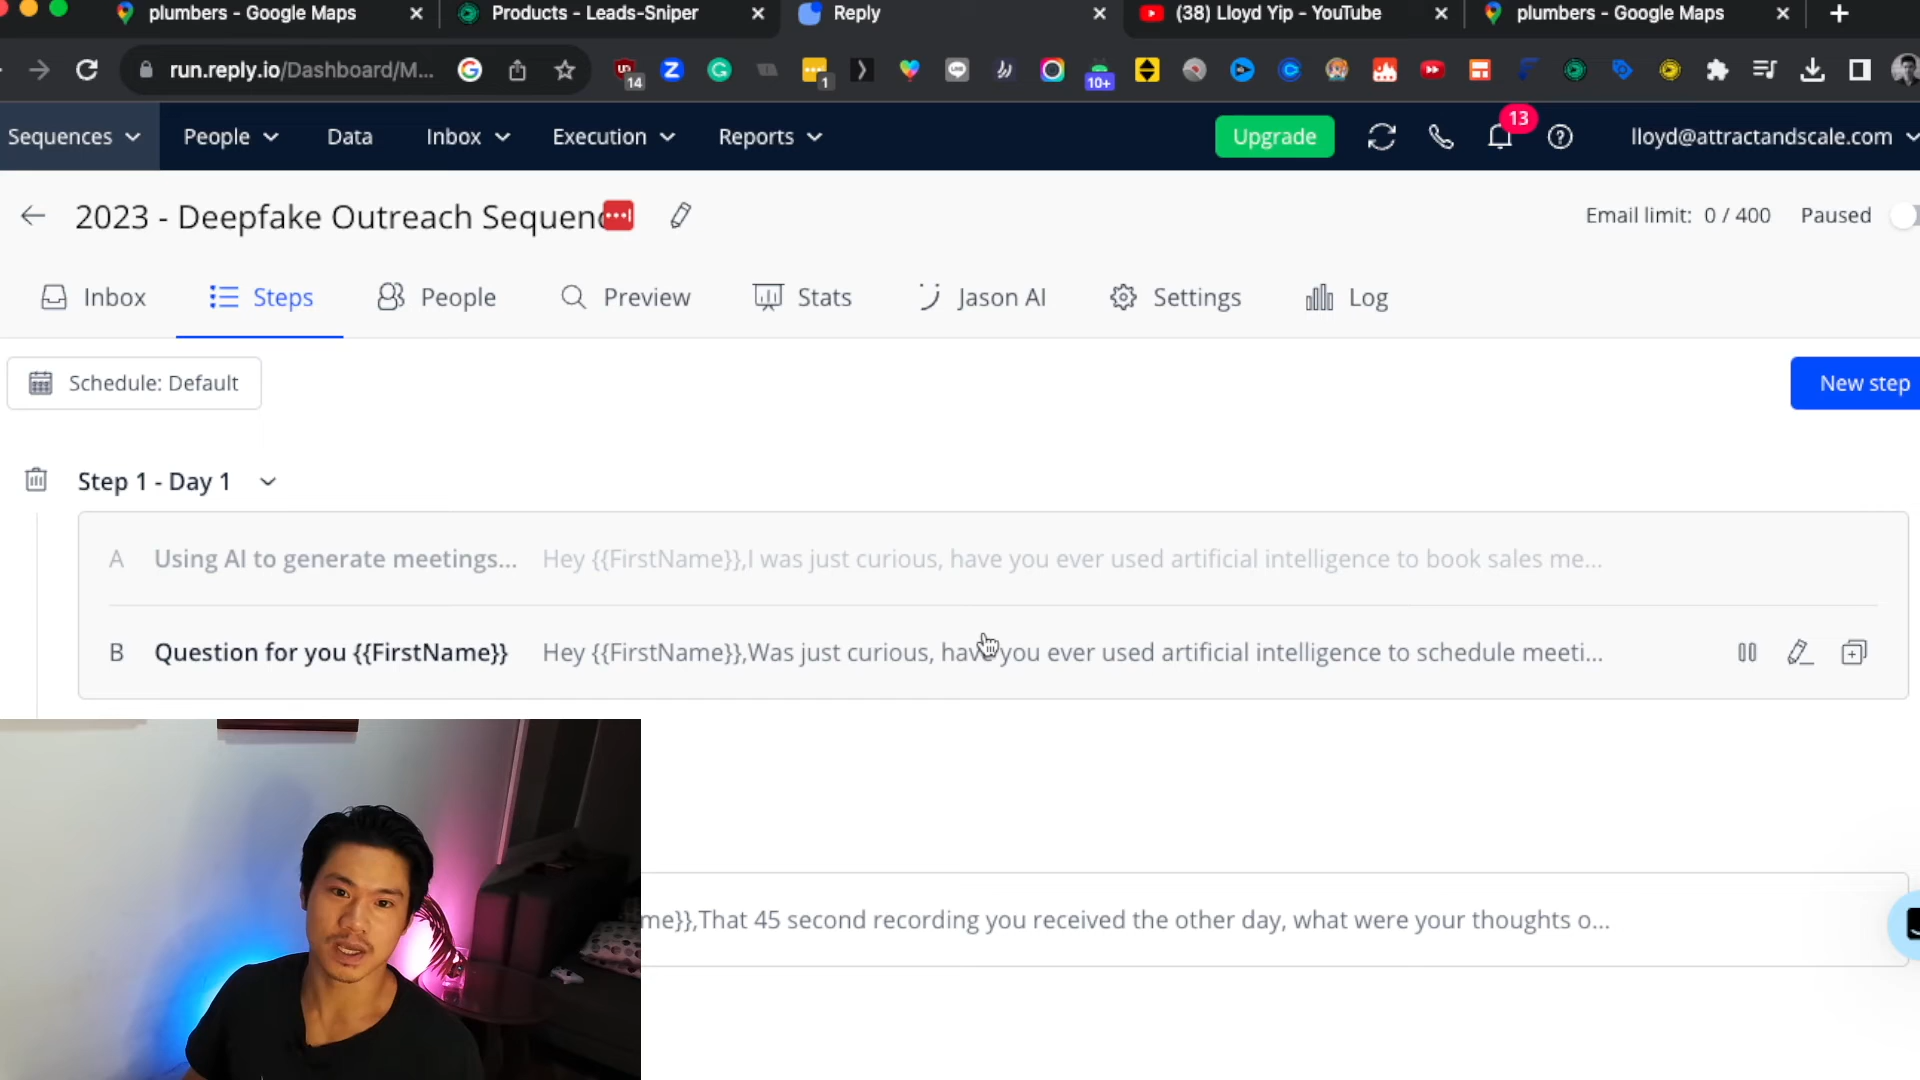 plumbers - Google Maps
Products - Leads-Sniper
Reply
(38) Lloyd Yip - YouTube
plumbers - Google Maps
run.reply.io/Dashboard/M...
14
1
10+
Sequences
People
Data
Inbox
Execution
Reports
Upgrade
13
lloyd@attractandscale.com
2023 - Deepfake Outreach Sequenc
Email limit: 0 / 400
Paused
Inbox
Steps
People
Preview
Stats
Jason AI
Settings
Log
Schedule: Default
New step
Step 1 - Day 1
A Using AI to generate meetings... Hey {{FirstName}},I was just curious, have you ever used artificial intelligence to book sales me...
B Question for you {{FirstName}} Hey {{FirstName}},Was just curious, have you ever used artificial intelligence to schedule meeti...
me}},That 45 second recording you received the other day, what were your thoughts o...